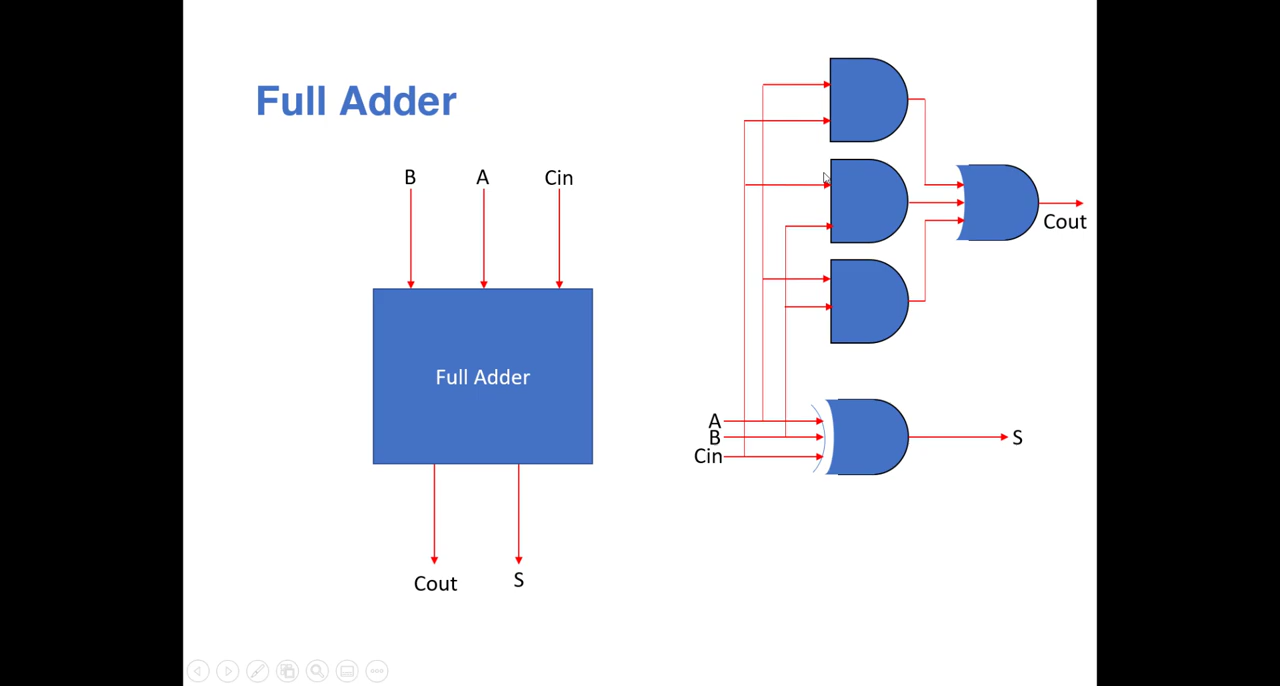 Full Adder
B A Cin
Full Adder
Cout S
Cout
A
B
Cin
S